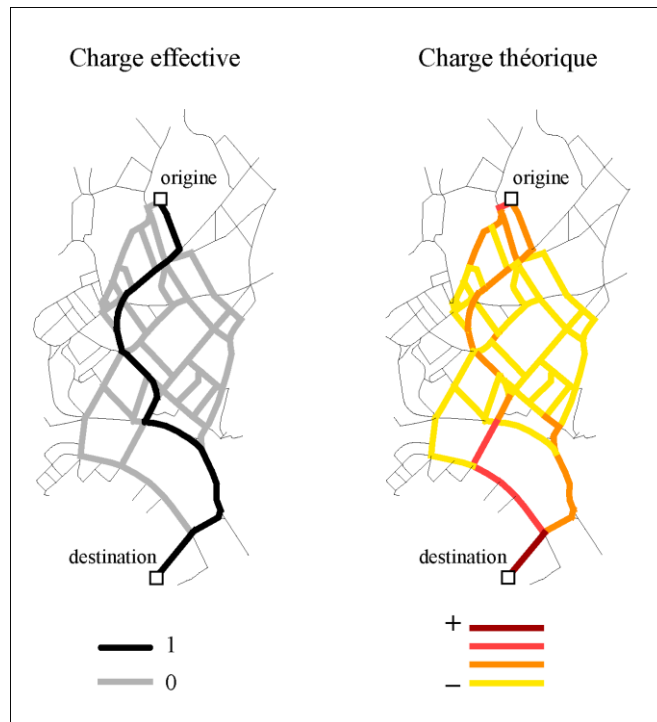 Charge effective
Charge théorique
origine
origine
destination
destination
1
0
+
−